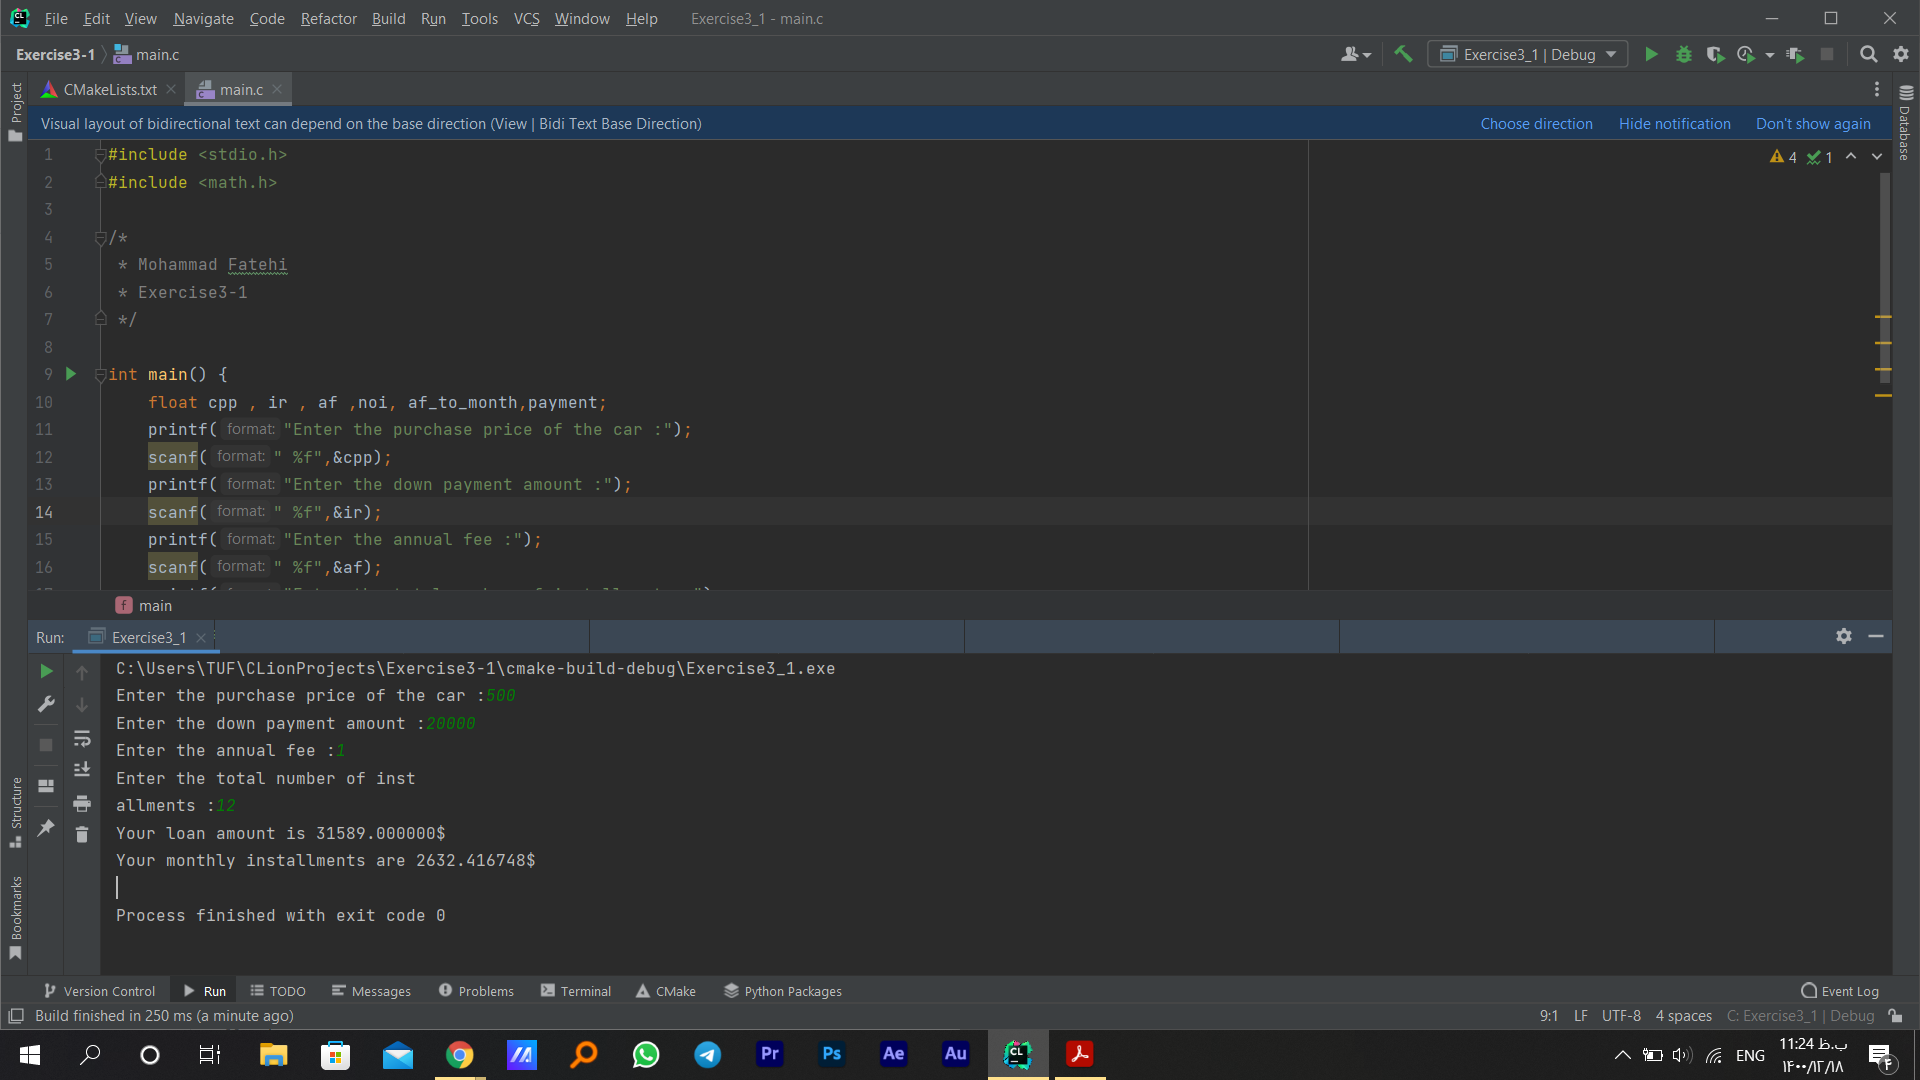 File Edit View Navigate Code Refactor Build Run Tools VCS Window Help Exercise3_1 - main.c
Exercise3-1 main.c Exercise3_1 | Debug
Project CMakeLists.txt main.c
Visual layout of bidirectional text can depend on the base direction (View | Bidi Text Base Direction) Choose direction Hide notification Don't show again
Database
1 #include <stdio.h> 4 1
2 #include <math.h>
3
4 /*
5 * Mohammad Fatehi
6 * Exercise3-1
7 */
8
9 int main() {
10 float cpp , ir , af ,noi, af_to_month,payment;
11 printf( format: "Enter the purchase price of the car :");
12 scanf( format: " %f",&cpp);
13 printf( format: "Enter the down payment amount :");
14 scanf( format: " %f",&ir);
15 printf( format: "Enter the annual fee :");
16 scanf( format: " %f",&af);
f main
Run: Exercise3_1
C:\Users\TUF\CLionProjects\Exercise3-1\cmake-build-debug\Exercise3_1.exe
Enter the purchase price of the car :500
Enter the down payment amount :20000
Enter the annual fee :1
Enter the total number of inst
allments :12
Your loan amount is 31589.000000$
Your monthly installments are 2632.416748$
Process finished with exit code 0
Structure
Bookmarks
Version Control Run TODO Messages Problems Terminal CMake Python Packages Event Log
Build finished in 250 ms (a minute ago) 9:1 LF UTF-8 4 spaces C: Exercise3_1 | Debug
Pr Ps Ae Au CL ENG 11:24 ب.ظ
۱۴۰۰/۱۲/۱۸ ۴